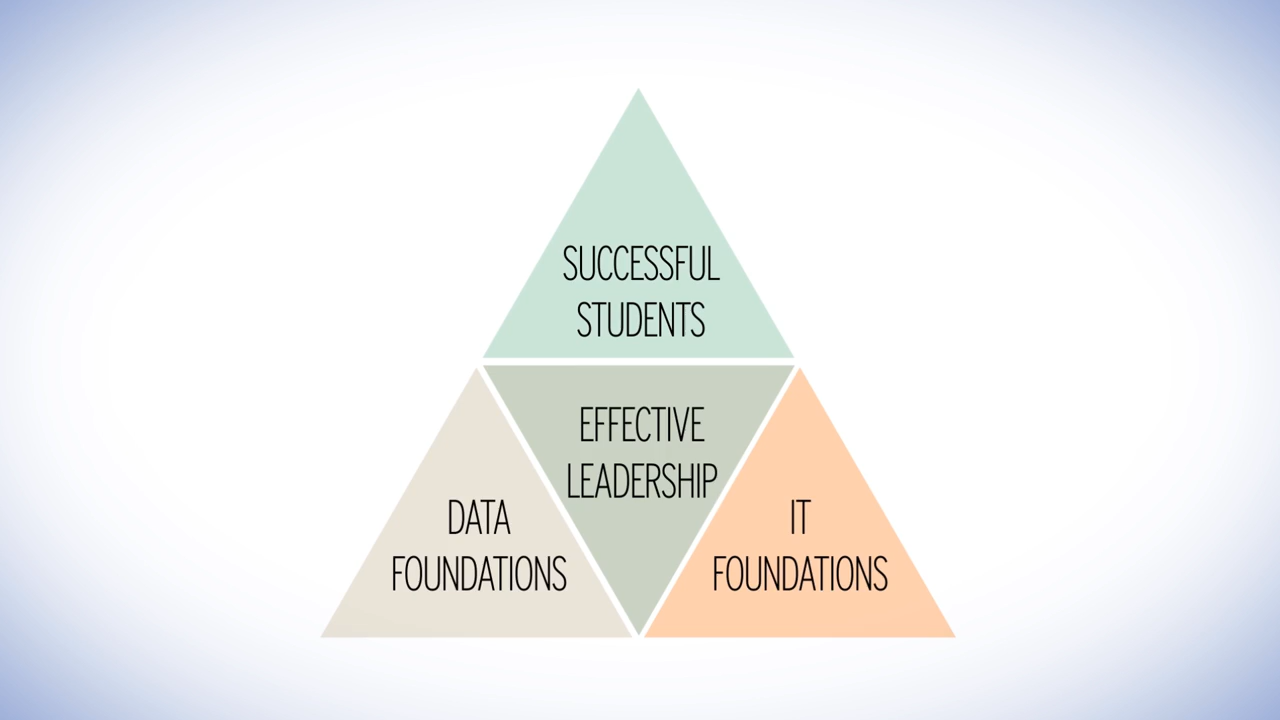 SUCCESSFUL
STUDENTS
EFFECTIVE
LEADERSHIP
DATA
FOUNDATIONS
IT
FOUNDATIONS